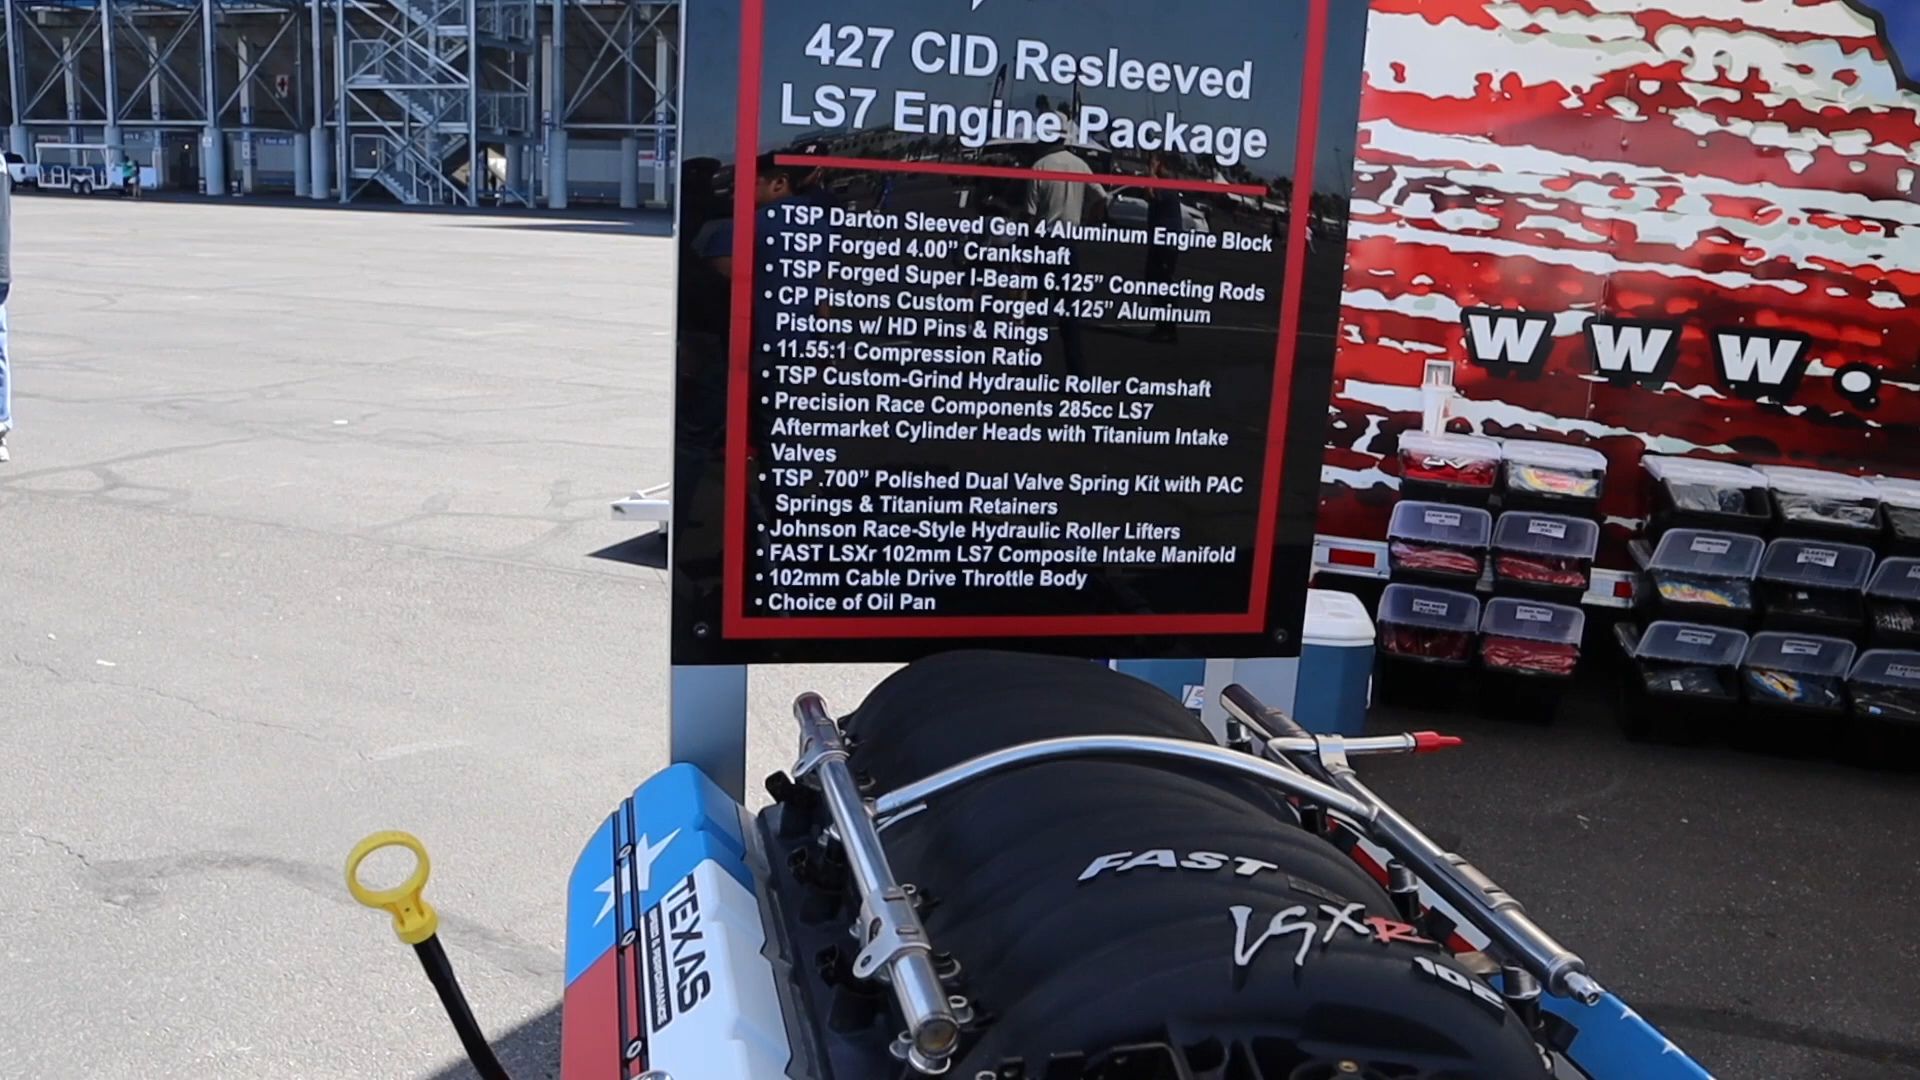 427 CID Resleeved
LS7 Engine Package
• TSP Darton Sleeved Gen 4 Aluminum Engine Block
• TSP Forged 4.00” Crankshaft
• TSP Forged Super I-Beam 6.125” Connecting Rods
• CP Pistons Custom Forged 4.125” Aluminum
Pistons w/ HD Pins & Rings
• 11.55:1 Compression Ratio
• TSP Custom-Grind Hydraulic Roller Camshaft
• Precision Race Components 285cc LS7
Aftermarket Cylinder Heads with Titanium Intake
Valves
• TSP .700” Polished Dual Valve Spring Kit with PAC
Springs & Titanium Retainers
• Johnson Race-Style Hydraulic Roller Lifters
• FAST LSXr 102mm LS7 Composite Intake Manifold
• 102mm Cable Drive Throttle Body
• Choice of Oil Pan
www.
FAST
LSXR
102
TEXAS
SPEED & PERFORMANCE